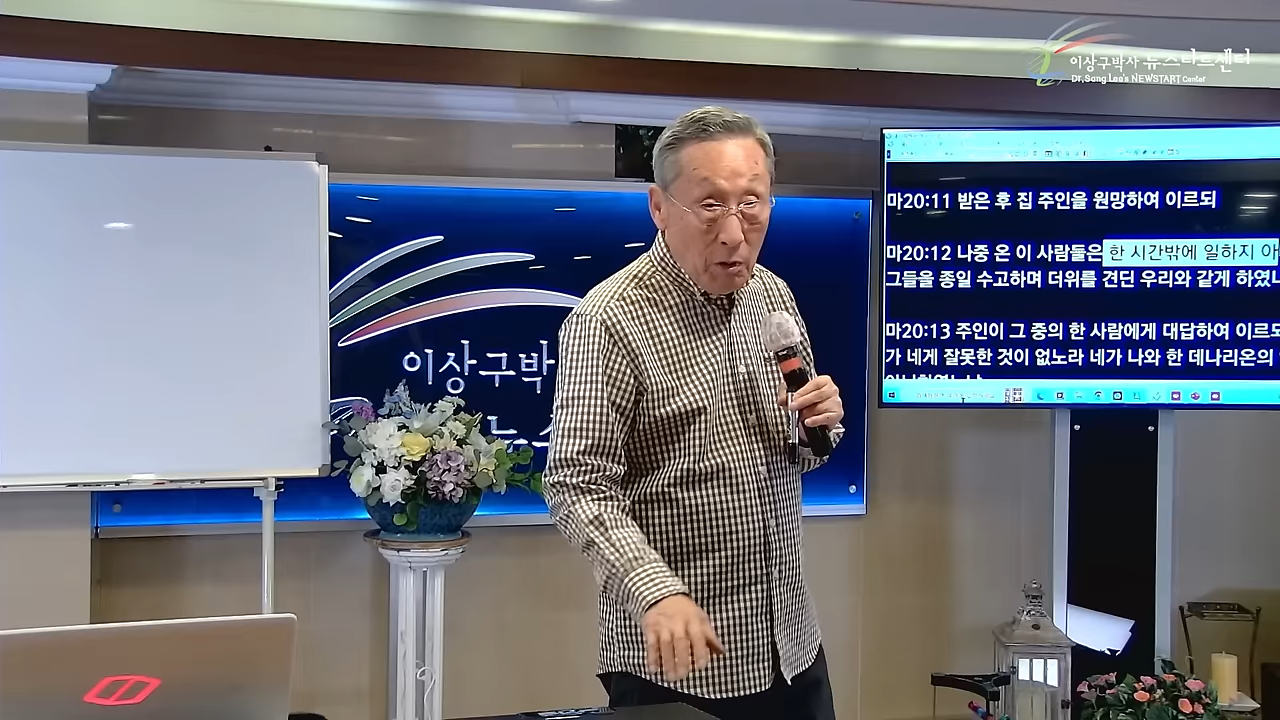 이상구박사 뉴스타트센터
Dr. Sang Lee's NEWSTART Center
마20:11 받은 후 집 주인을 원망하여 이르되
마20:12 나중 온 이 사람들은 한 시간밖에 일하지 아
그들을 종일 수고하며 더위를 견딘 우리와 같게 하였
마20:13 주인이 그 중의 한 사람에게 대답하여 이르되
가 네게 잘못한 것이 없노라 네가 나와 한 데나리온의
이상구박
뉴스